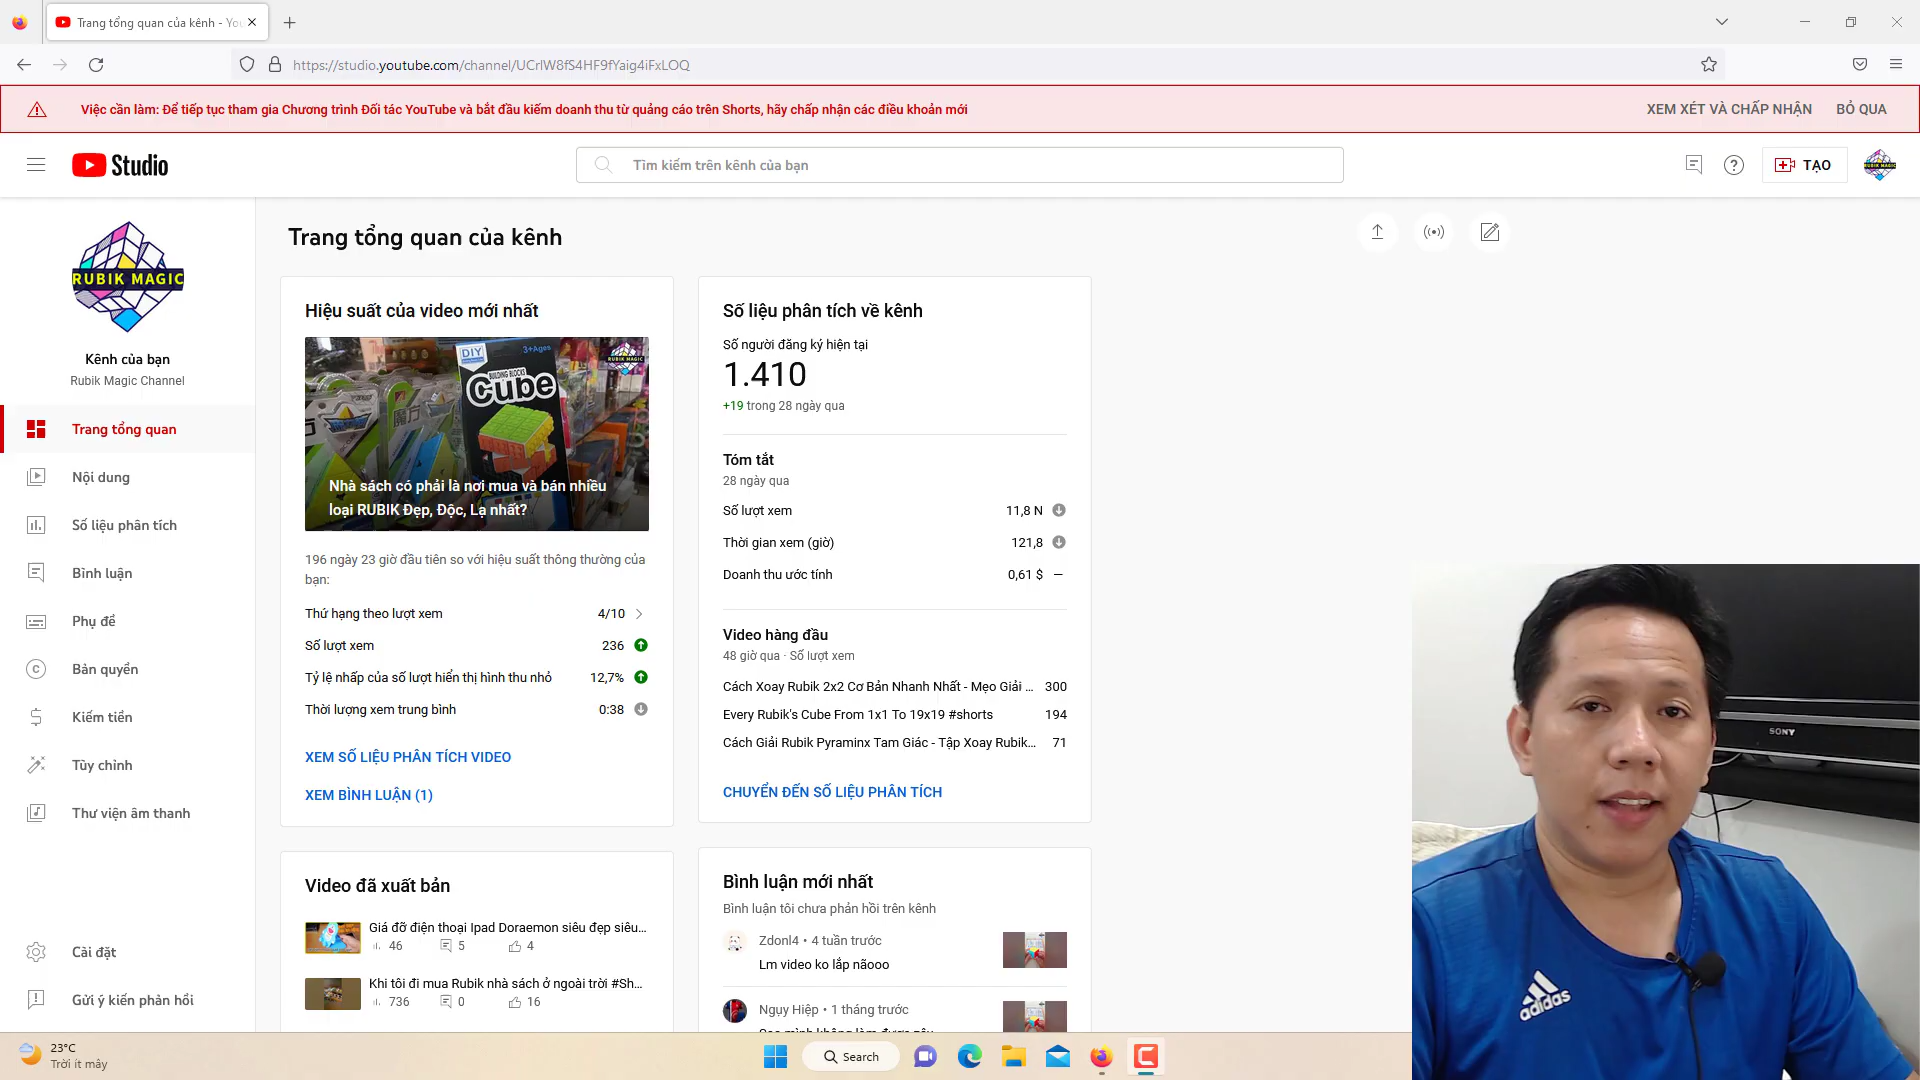 Trang tổng quan của kênh - You
https://studio.youtube.com/channel/UCrIW8fS4HF9fYaig4iFxLOQ
Việc cần làm: Để tiếp tục tham gia Chương trình Đối tác YouTube và bắt đầu kiếm doanh thu từ quảng cáo trên Shorts, hãy chấp nhận các điều khoản mới
XEM XÉT VÀ CHẤP NHẬN
BỎ QUA
Studio
Tìm kiếm trên kênh của bạn
TẠO
RUBIK MAGIC
Kênh của bạn
Rubik Magic Channel
Trang tổng quan
Nội dung
Số liệu phân tích
Bình luận
Phụ đề
Bản quyền
Kiếm tiền
Tùy chỉnh
Thư viện âm thanh
Cài đặt
Gửi ý kiến phản hồi
Trang tổng quan của kênh
Hiệu suất của video mới nhất
DIY
3+Ages
RUBIK MAGIC
BUILDING BLOCKS
Cube
Nhà sách có phải là nơi mua và bán nhiều
loại RUBIK Đẹp, Độc, Lạ nhất?
196 ngày 23 giờ đầu tiên so với hiệu suất thông thường của
bạn:
Thứ hạng theo lượt xem 4/10
Số lượt xem 236
Tỷ lệ nhấp của số lượt hiển thị hình thu nhỏ 12,7%
Thời lượng xem trung bình 0:38
XEM SỐ LIỆU PHÂN TÍCH VIDEO
XEM BÌNH LUẬN (1)
Video đã xuất bản
Giá đỡ điện thoại Ipad Doraemon siêu đẹp siêu...
46 5 4
Khi tôi đi mua Rubik nhà sách ở ngoài trời #Sh...
736 0 16
Số liệu phân tích về kênh
Số người đăng ký hiện tại
1.410
+19 trong 28 ngày qua
Tóm tắt
28 ngày qua
Số lượt xem 11,8 N
Thời gian xem (giờ) 121,8
Doanh thu ước tính 0,61 $ —
Video hàng đầu
48 giờ qua · Số lượt xem
Cách Xoay Rubik 2x2 Cơ Bản Nhanh Nhất - Mẹo Giải ... 300
Every Rubik's Cube From 1x1 To 19x19 #shorts 194
Cách Giải Rubik Pyraminx Tam Giác - Tập Xoay Rubik... 71
CHUYỂN ĐẾN SỐ LIỆU PHÂN TÍCH
Bình luận mới nhất
Bình luận tôi chưa phản hồi trên kênh
Zdonl4 • 4 tuần trước
Lm video ko lắp nãooo
Ngụy Hiệp • 1 tháng trước
SONY
adidas
23°C
Trời ít mây
Search